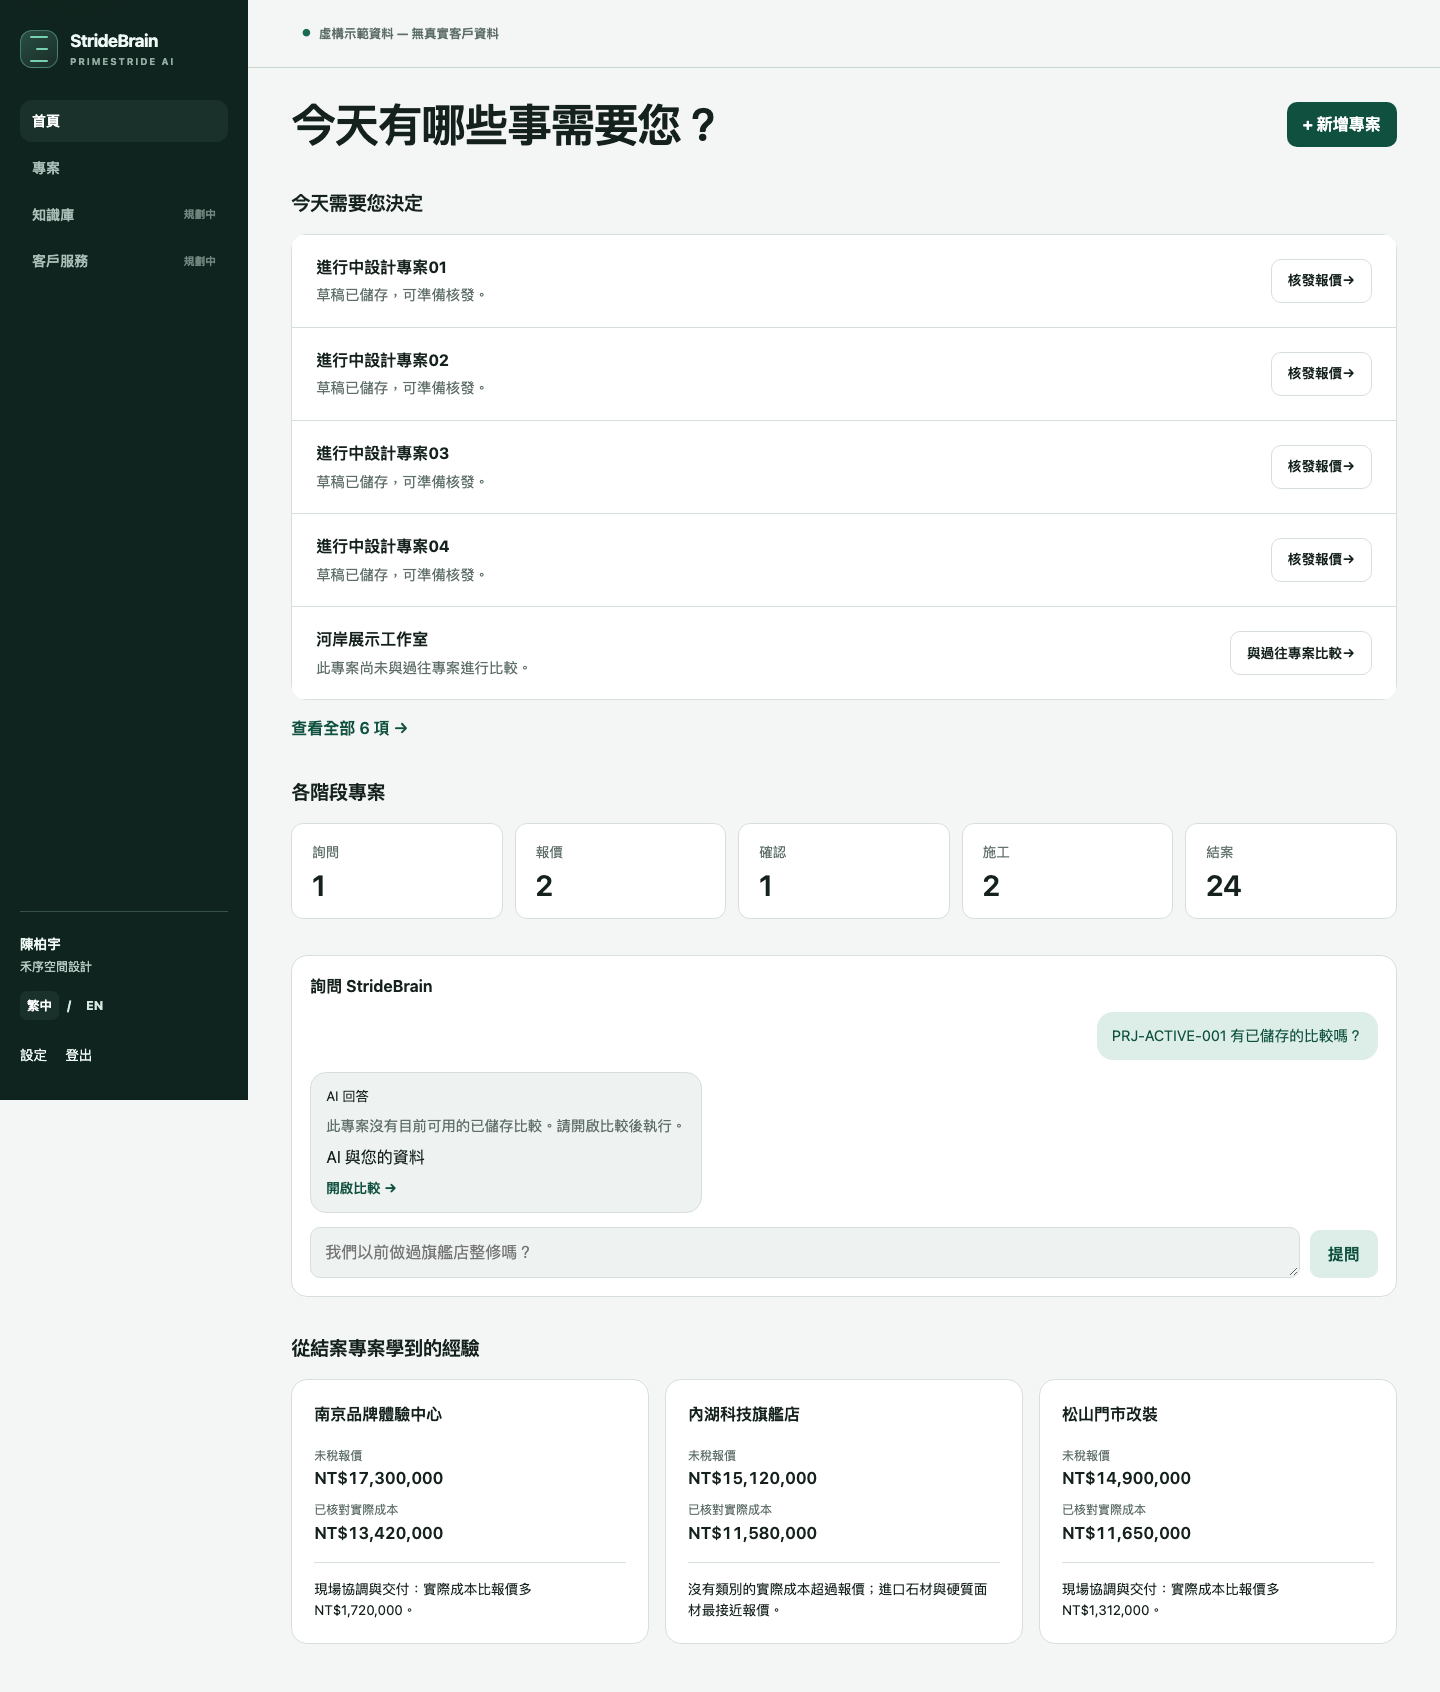 StrideBrain
PRIMESTRIDE AI
首頁
專案
知識庫 規劃中
客戶服務 規劃中
陳柏宇
禾序空間設計
繁中 / EN
設定 登出
虛構示範資料 — 無真實客戶資料
今天有哪些事需要您？
+ 新增專案
今天需要您決定
進行中設計專案01
草稿已儲存，可準備核發。
核發報價→
進行中設計專案02
草稿已儲存，可準備核發。
核發報價→
進行中設計專案03
草稿已儲存，可準備核發。
核發報價→
進行中設計專案04
草稿已儲存，可準備核發。
核發報價→
河岸展示工作室
此專案尚未與過往專案進行比較。
與過往專案比較→
查看全部 6 項 →
各階段專案
詢問
1
報價
2
確認
1
施工
2
結案
24
詢問 StrideBrain
PRJ-ACTIVE-001 有已儲存的比較嗎？
AI 回答
此專案沒有目前可用的已儲存比較。請開啟比較後執行。
AI 與您的資料
開啟比較 →
我們以前做過旗艦店整修嗎？
提問
從結案專案學到的經驗
南京品牌體驗中心
未稅報價
NT$17,300,000
已核對實際成本
NT$13,420,000
現場協調與交付：實際成本比報價多
NT$1,720,000。
內湖科技旗艦店
未稅報價
NT$15,120,000
已核對實際成本
NT$11,580,000
沒有類別的實際成本超過報價；進口石材與硬質面
材最接近報價。
松山門市改裝
未稅報價
NT$14,900,000
已核對實際成本
NT$11,650,000
現場協調與交付：實際成本比報價多
NT$1,312,000。